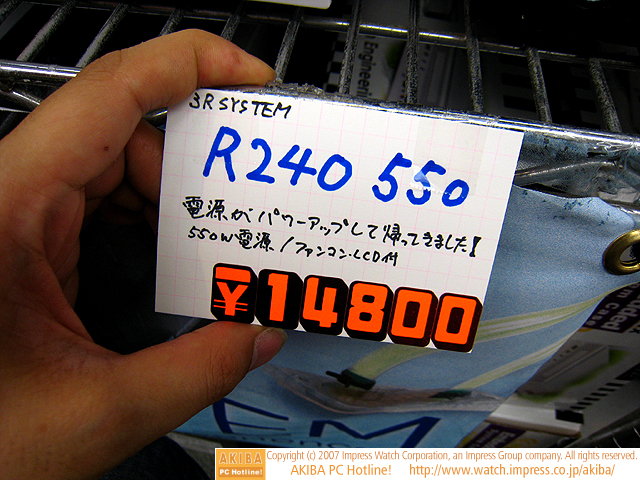 3R SYSTEM
R240 550
電源がパワーアップして帰ってきました!
550W電源/ファンコン・LCD付
¥14800
Engineering
EM
AKIBA PC Hotline!
Copyright (c) 2007 Impress Watch Corporation, an Impress Group company. All rights reserved.
AKIBA PC Hotline! http://www.watch.impress.co.jp/akiba/